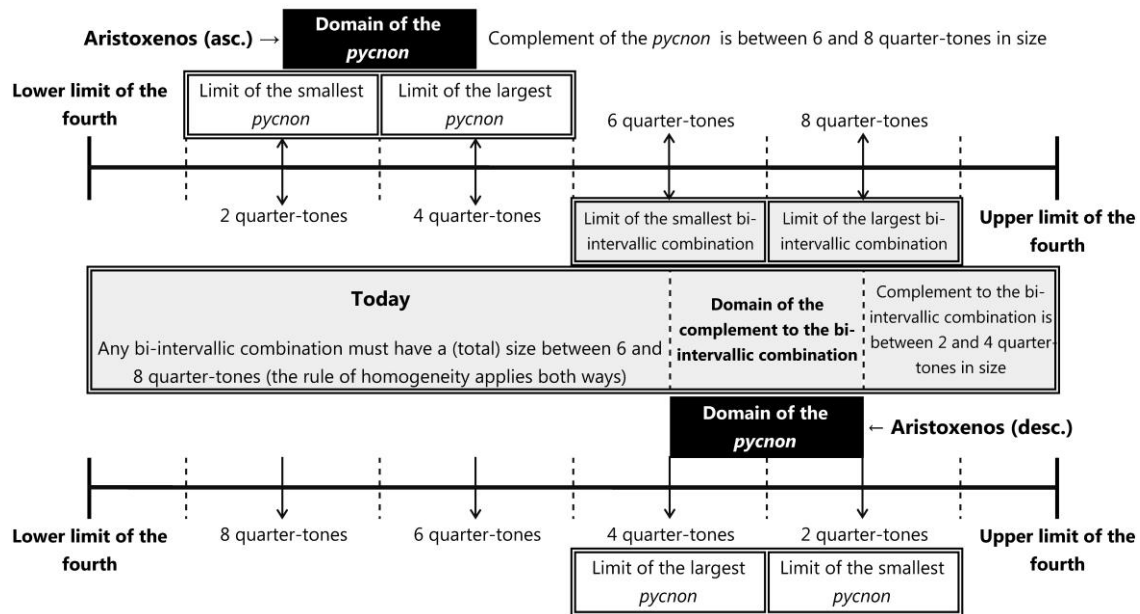 Aristoxenos (asc.) →
Domain of the
pycnon
Complement of the pycnon is between 6 and 8 quarter-tones in size
Lower limit of the
fourth
Limit of the smallest
pycnon
Limit of the largest
pycnon
6 quarter-tones
8 quarter-tones
2 quarter-tones
4 quarter-tones
Limit of the smallest bi-
intervallic combination
Limit of the largest bi-
intervallic combination
Upper limit of the
fourth
Today
Any bi-intervallic combination must have a (total) size between 6 and
8 quarter-tones (the rule of homogeneity applies both ways)
Domain of the
complement to the bi-
intervallic combination
Complement to the bi-
intervallic combination is
between 2 and 4 quarter-
tones in size
Domain of the
pycnon
← Aristoxenos (desc.)
Lower limit of the
fourth
8 quarter-tones
6 quarter-tones
4 quarter-tones
2 quarter-tones
Upper limit of the
fourth
Limit of the largest
pycnon
Limit of the smallest
pycnon